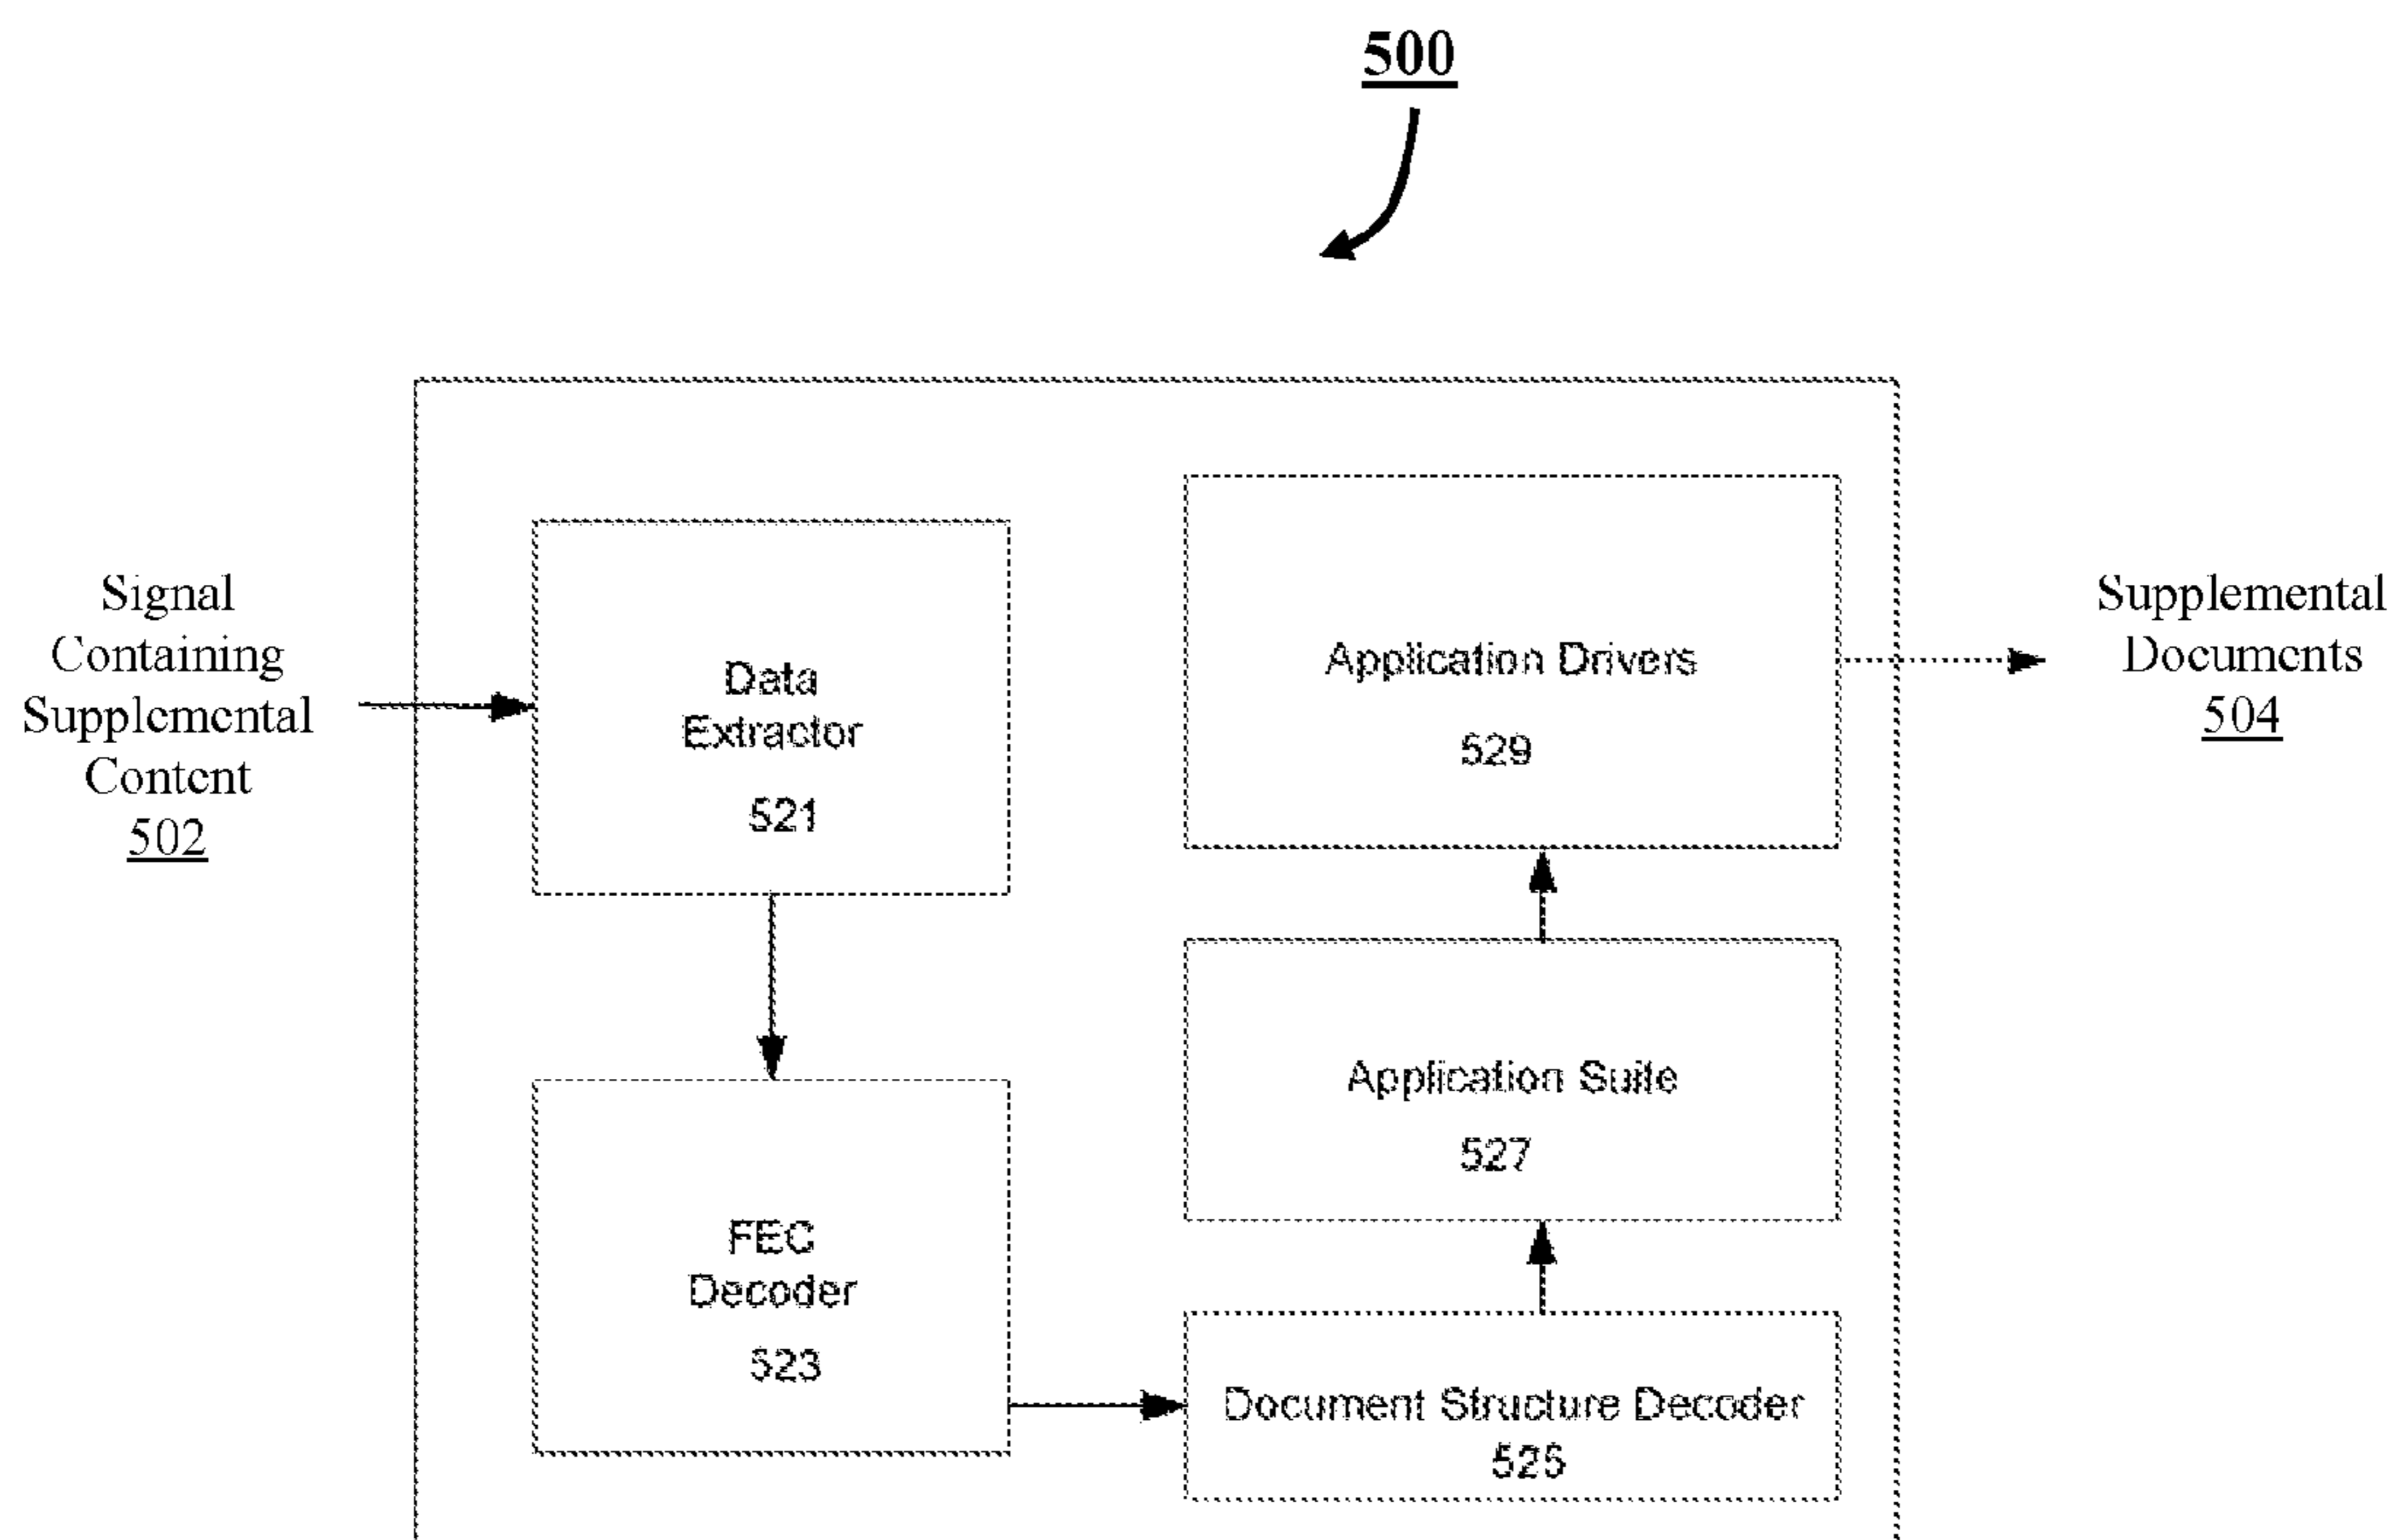 500
Signal
Containing
Supplemental
Content
502
Data
Extractor
521
FEC
Decoder
523
Application Drivers
529
Application Suite
527
Document Structure Decoder
525
Supplemental
Documents
504